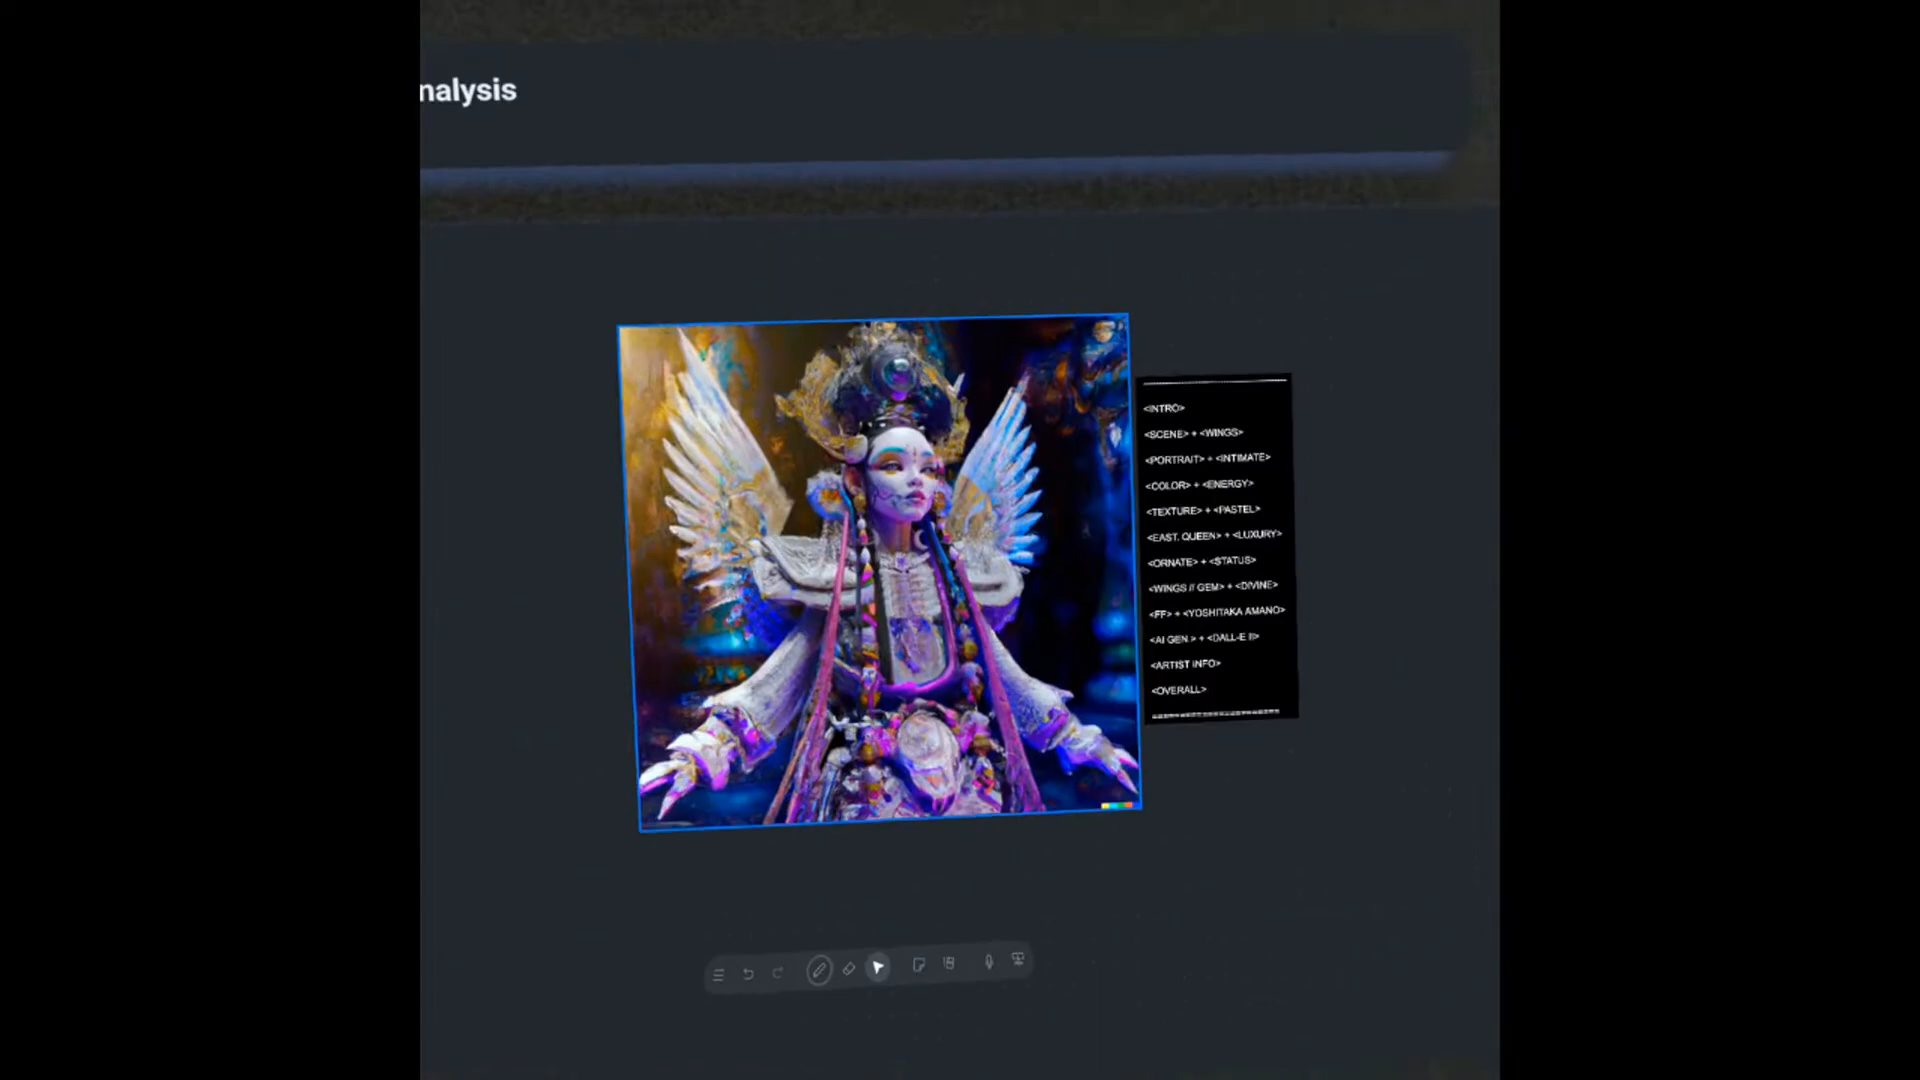 nalysis
<INTRO>
<SCENE> + <WINGS>
<PORTRAIT> + <INTIMATE>
<COLOR> + <ENERGY>
<TEXTURE> + <PASTEL>
<EAST. QUEEN> + <LUXURY>
<ORNATE> + <STATUS>
<WINGS // GEM> + <DIVINE>
<FF> + <YOSHITAKA AMANO>
<AI GEN.> + <DALL-E II>
<ARTIST INFO>
<OVERALL>